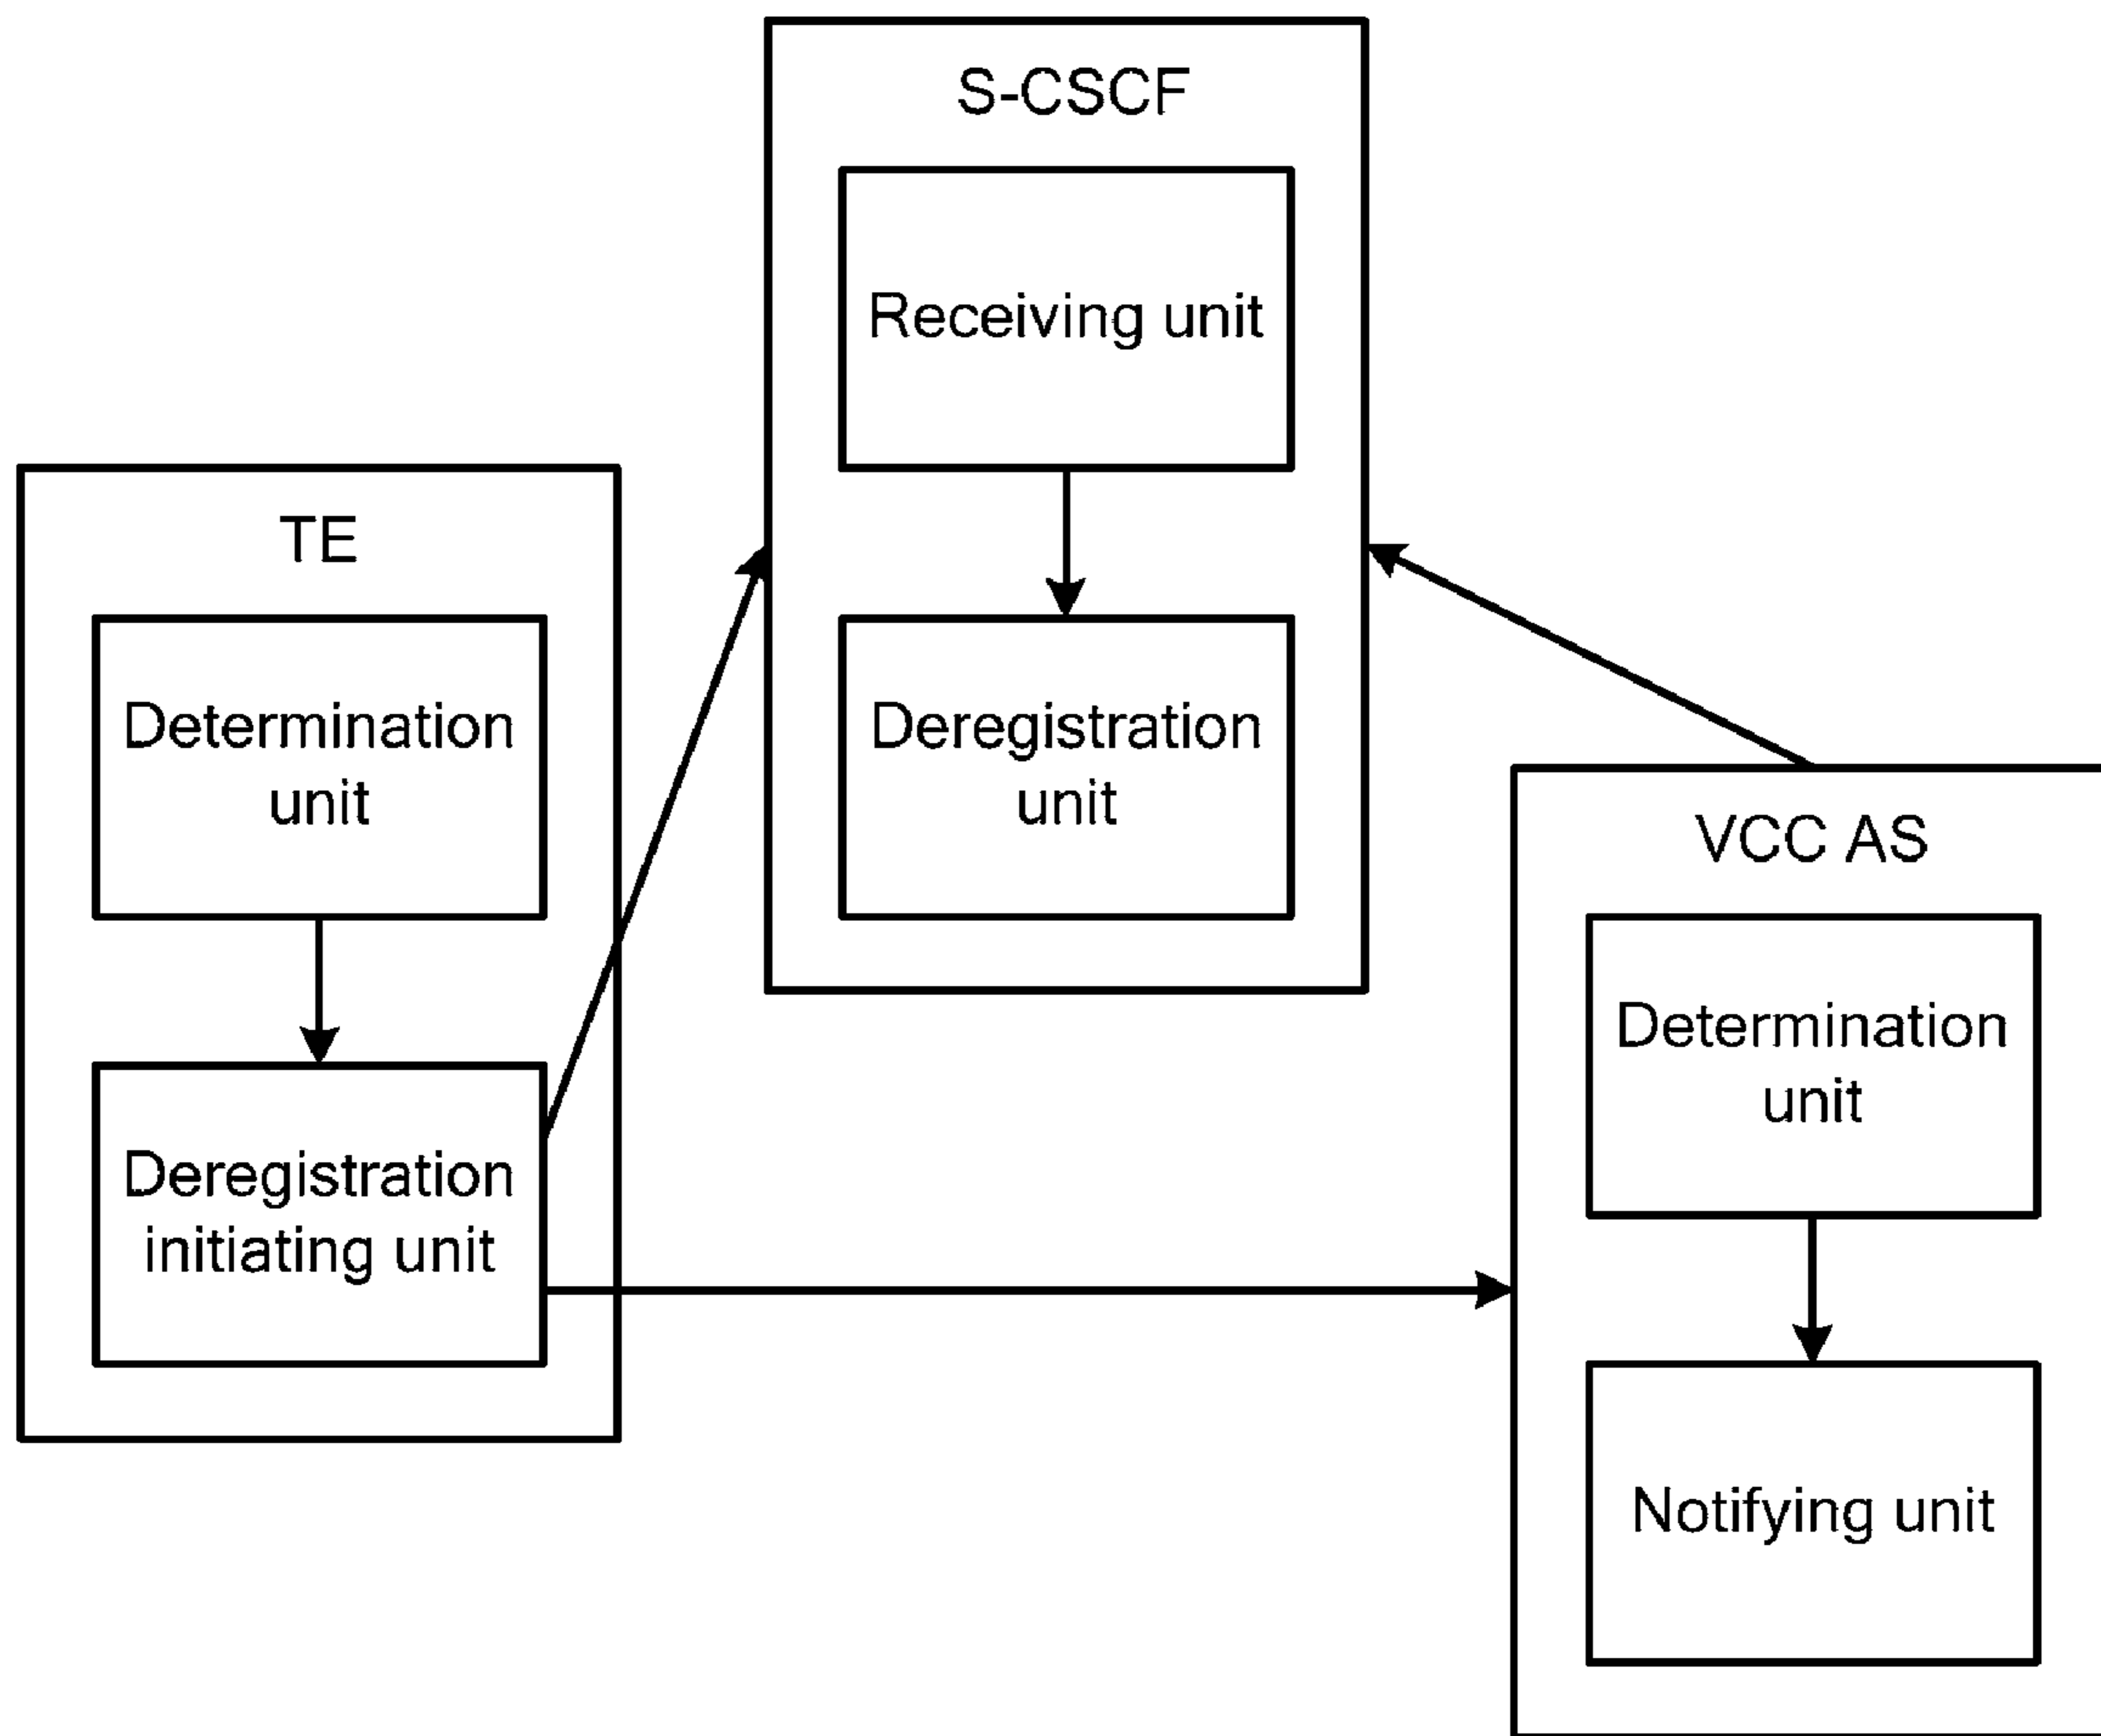 S-CSCF
Receiving unit
Deregistration
unit
TE
Determination
unit
Deregistration
initiating unit
VCC AS
Determination
unit
Notifying unit